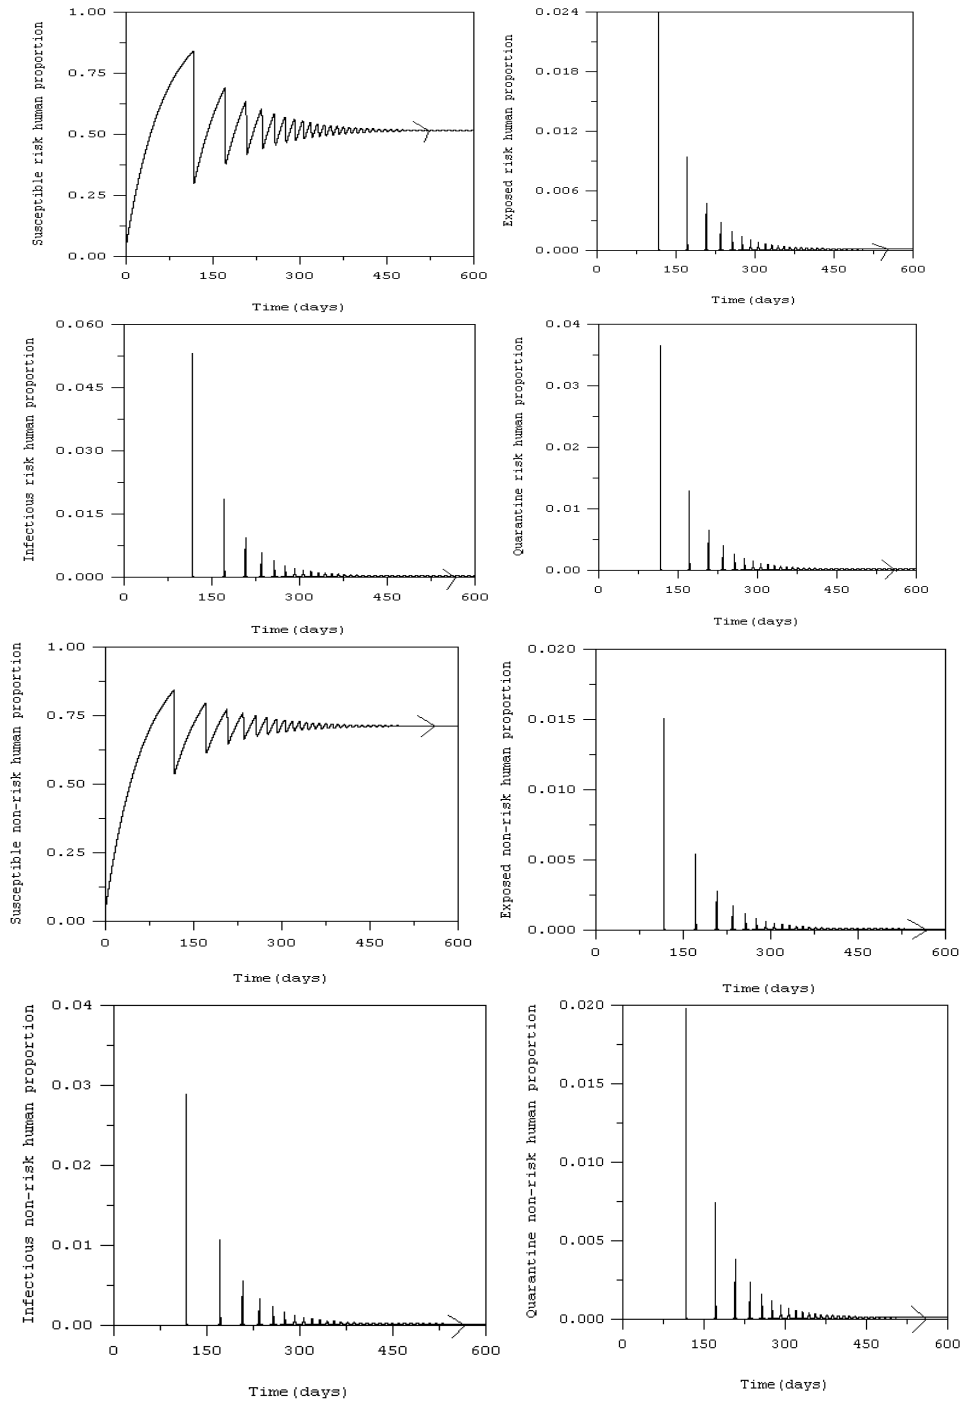 Susceptible risk human proportion
1.00
0.75
0.50
0.25
0.00
0 150 300 450 600
Time(days)
Exposed risk human proportion
0.024
0.018
0.012
0.006
0.000
0 150 300 450 600
Time(days)
Infectious risk human proportion
0.060
0.045
0.030
0.015
0.000
0 150 300 450 600
Time(days)
Quarantine risk human proportion
0.04
0.03
0.02
0.01
0.00
0 150 300 450 600
Time(days)
Susceptible non-risk human proportion
1.00
0.75
0.50
0.25
0.00
0 150 300 450 600
Time(days)
Exposed non-risk human proportion
0.020
0.015
0.010
0.005
0.000
0 150 300 450 600
Time(days)
Infectious non-risk human proportion
0.04
0.03
0.02
0.01
0.00
0 150 300 450 600
Time(days)
Quarantine non-risk human proportion
0.020
0.015
0.010
0.005
0.000
0 150 300 450 600
Time(days)